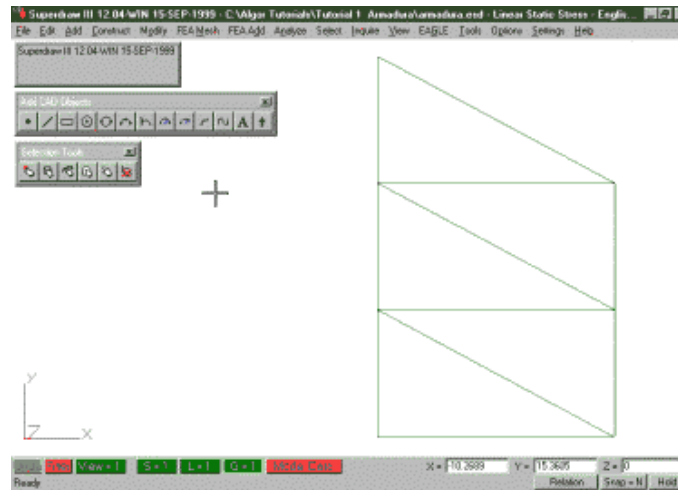 Superdraw III 12.04-WIN 15-SEP-1999 - C:\Algor Tutorials\Tutorial 1 Armadura\armadura.esd - Linear Static Stress - Englis...
File Edit Add Construct Modify FEA Mesh FEA Add Analyze Select Inquire View EAGLE Tools Options Settings Help
Superdraw III 12.04-WIN 15-SEP-1999
Add CAD Objects
A
Selection Tools
Y
Z X
View = 1 S = 1 L = 1 G = 1
X = -10.2689 Y = 15.3605 Z = 0
Ready Relation Snap = N Hold